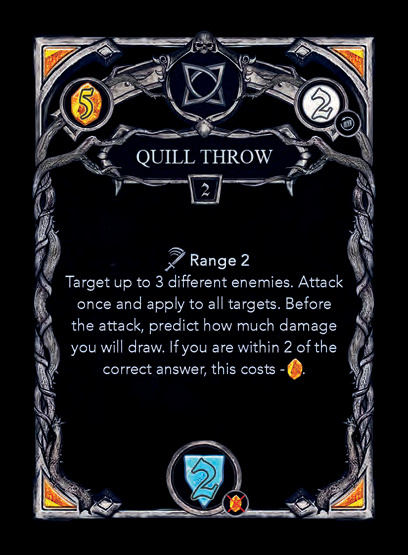 5
2
QUILL THROW
2
Range 2
Target up to 3 different enemies. Attack
once and apply to all targets. Before
the attack, predict how much damage
you will draw. If you are within 2 of the
correct answer, this costs - .
2